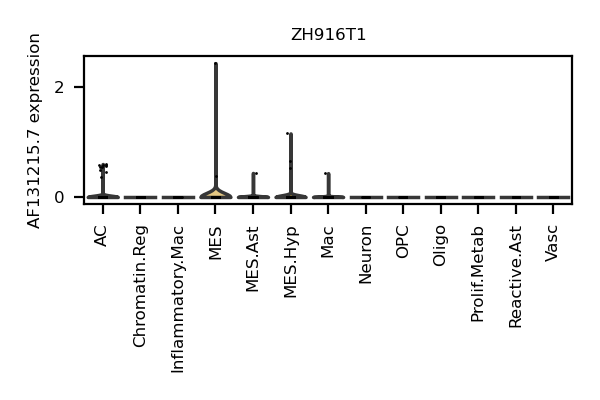 ZH916T1
AF131215.7 expression
2
0
AC
Chromatin.Reg
Inflammatory.Mac
MES
MES.Ast
MES.Hyp
Mac
Neuron
OPC
Oligo
Prolif.Metab
Reactive.Ast
Vasc